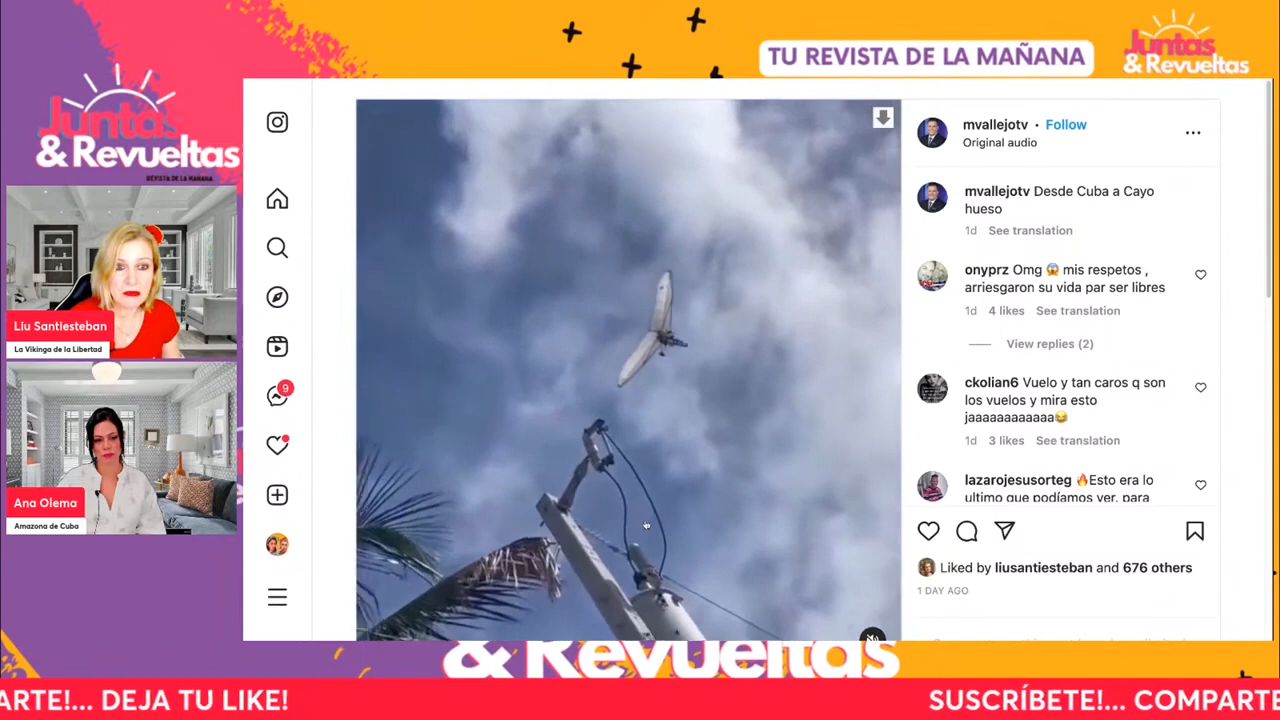 TU REVISTA DE LA MAÑANA
Juntas
& Revueltas
Juntas
& Revueltas
REVISTA DE LA MAÑANA
Liu Santiesteban
La Vikinga de la Libertad
Ana Olema
Amazona de Cuba
9
mvallejotv • Follow
Original audio
mvallejotv Desde Cuba a Cayo
hueso
1d See translation
onyprz Omg 😱 mis respetos ,
arriesgaron su vida par ser libres
1d 4 likes See translation
View replies (2)
ckolian6 Vuelo y tan caros q son
los vuelos y mira esto
jaaaaaaaaaaaa😂
1d 3 likes See translation
lazarojesusorteg 🔥Esto era lo
ultimo que podíamos ver, para
Liked by liusantiesteban and 676 others
1 DAY AGO
& Revueltas
ARTE!... DEJA TU LIKE!
SUSCRÍBETE!... COMPARTE